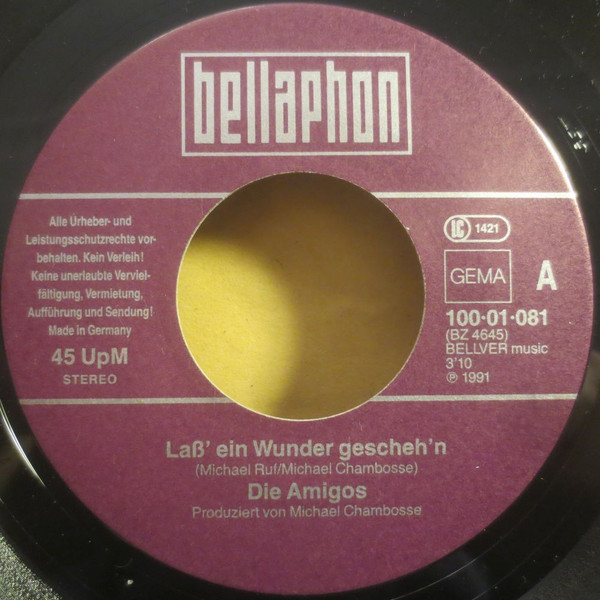 bellaphon
Alle Urheber- und
Leistungsschutzrechte vor-
behalten. Kein Verleih!
Keine unerlaubte Verviel-
fältigung, Vermietung,
Aufführung und Sendung!
Made in Germany
45 UpM
STEREO
LC 1421
GEMA
A
100·01·081
(BZ 4645)
BELLVER music
3'10
℗ 1991
Laß' ein Wunder gescheh'n
(Michael Ruf/Michael Chambosse)
Die Amigos
Produziert von Michael Chambosse